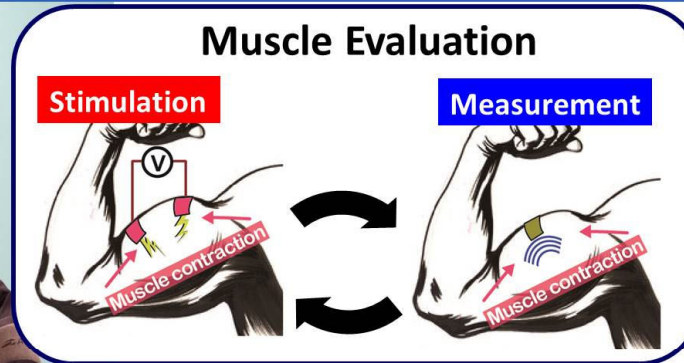 Muscle Evaluation
Stimulation
V
Muscle contraction
Measurement
Muscle contraction